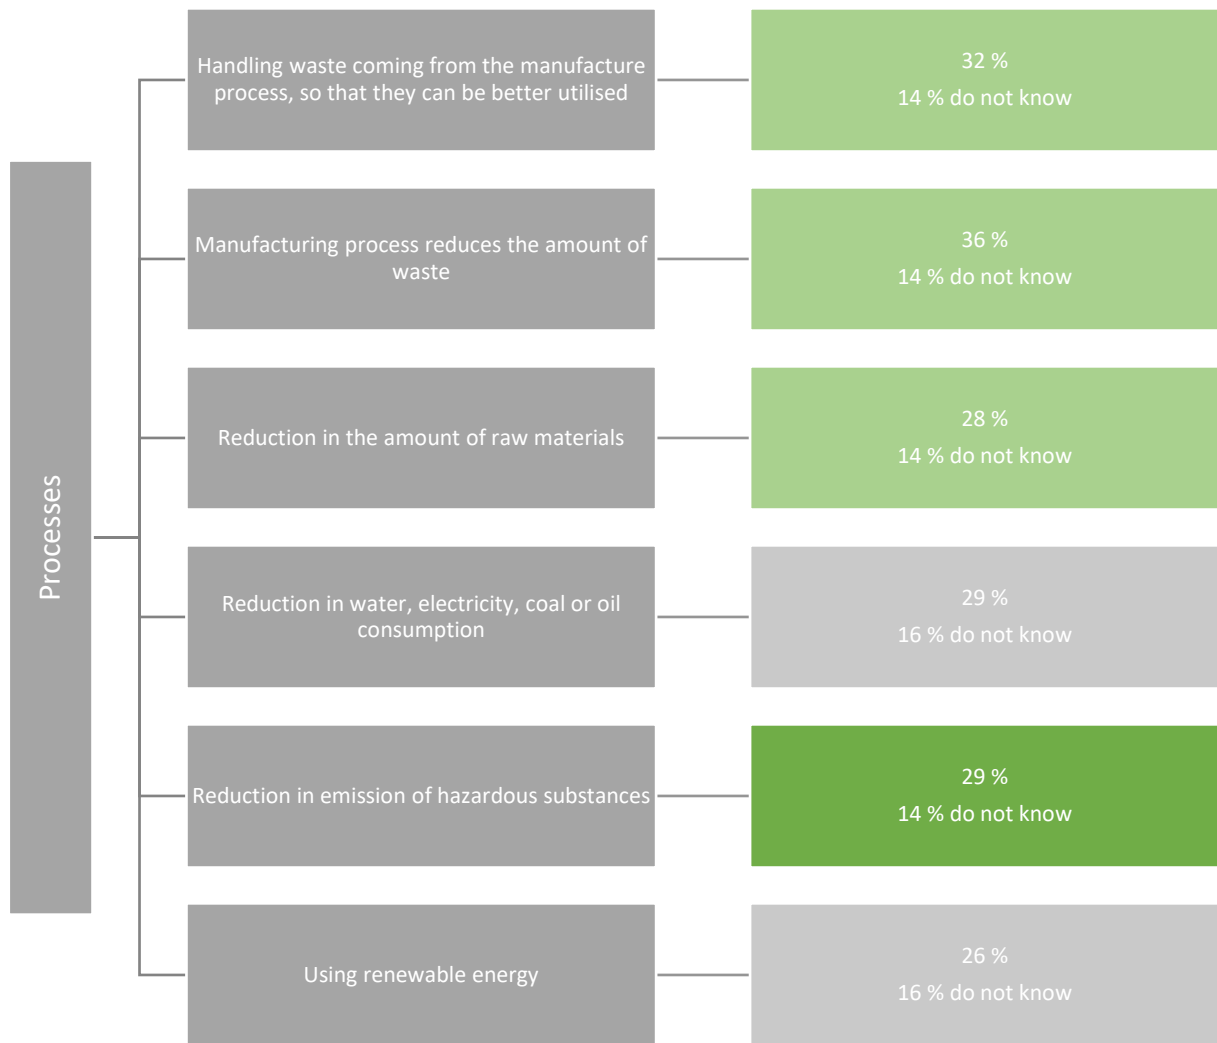 Processes
Handling waste coming from the manufacture
process, so that they can be better utilised
32 %
14 % do not know
Manufacturing process reduces the amount of
waste
36 %
14 % do not know
Reduction in the amount of raw materials
28 %
14 % do not know
Reduction in water, electricity, coal or oil
consumption
29 %
16 % do not know
Reduction in emission of hazardous substances
29 %
14 % do not know
Using renewable energy
26 %
16 % do not know